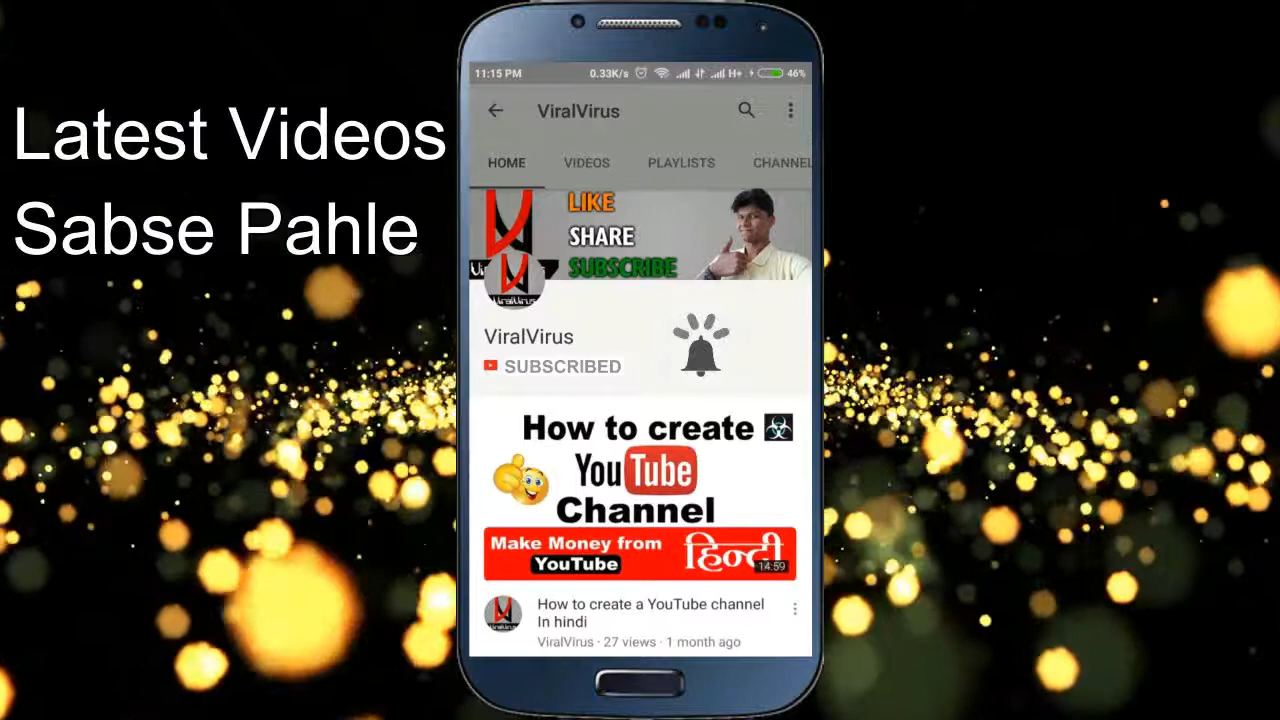 Latest Videos
Sabse Pahle
11:15 PM 0.33K/s H+ 46%
ViralVirus
HOME VIDEOS PLAYLISTS CHANNEL
LIKE
SHARE
SUBSCRIBE
ViralVirus
ViralVirus
SUBSCRIBED
How to create
YouTube
Channel
Make Money from
YouTube
हिन्दी
14:59
How to create a YouTube channel
In hindi
ViralVirus · 27 views · 1 month ago